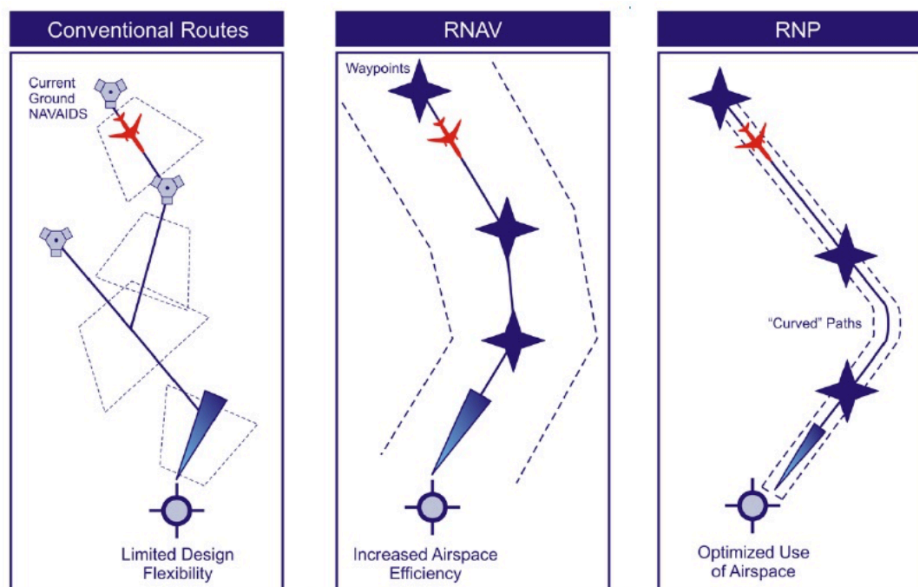 Conventional Routes
Current
Ground
NAVAIDS
Limited Design
Flexibility
RNAV
Waypoints
Increased Airspace
Efficiency
RNP
"Curved" Paths
Optimized Use
of Airspace